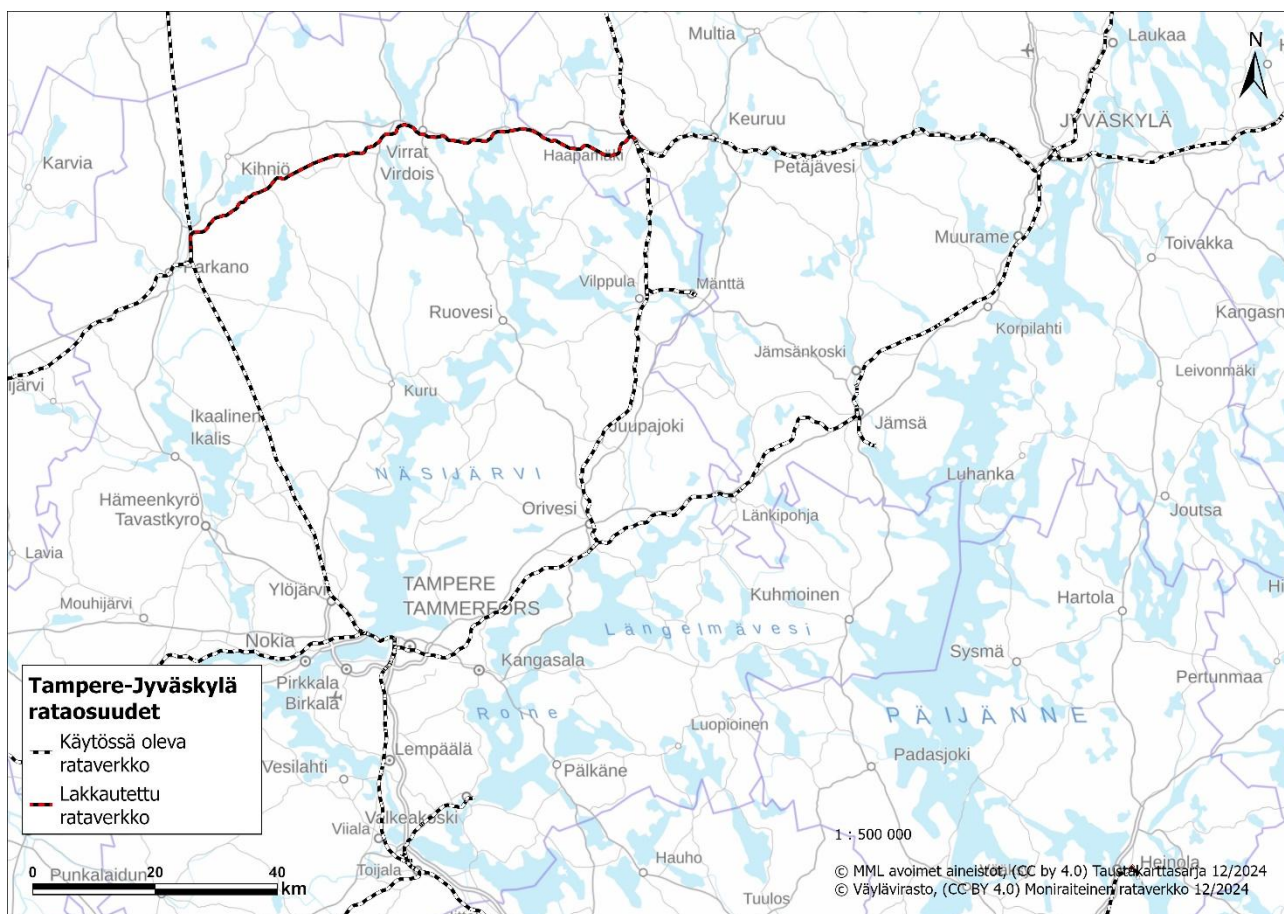 Multia
Laukaa
N
Keuruu
JYVÄSKYLÄ
Karvia
Kihniö
Virrat
Virdois
Haapamäki
Petäjävesi
Muurame
Toivakka
Parkano
Vilppula
Mänttä
Ruovesi
Korpilahti
Kangasn
Jämsänkoski
ijärvi
Kuru
Leivonmäki
Ikaalinen
Ikalis
Juupajoki
Jämsä
NÄSIJÄRVI
Luhanka
Hämeenkyrö
Tavastkyro
Orivesi
Länkipohja
Joutsa
Lavia
Ylöjärvi
TAMPERE
TAMMERFORS
Mouhijärvi
Kuhmoinen
Hartola
Hi
Nokia
Längelmävesi
Kangasala
Sysmä
Pirkkala
Birkala
Pertunmaa
Tampere-Jyväskylä
rataosuudet
Käytössä oleva
rataverkko
Lakkautettu
rataverkko
Roine
Luopioinen
PÄIJÄNNE
Lempäälä
Padasjoki
Vesilahti
Pälkäne
Valkeakoski
Viiala
1 : 500 000
Toijala
Hauho
Heinola
Punkalaidun
0 20 40
km
Tuulos
© MML avoimet aineistot, (CC by 4.0) Taustakarttasarja 12/2024
© Väylävirasto, (CC BY 4.0) Moniraiteinen rataverkko 12/2024